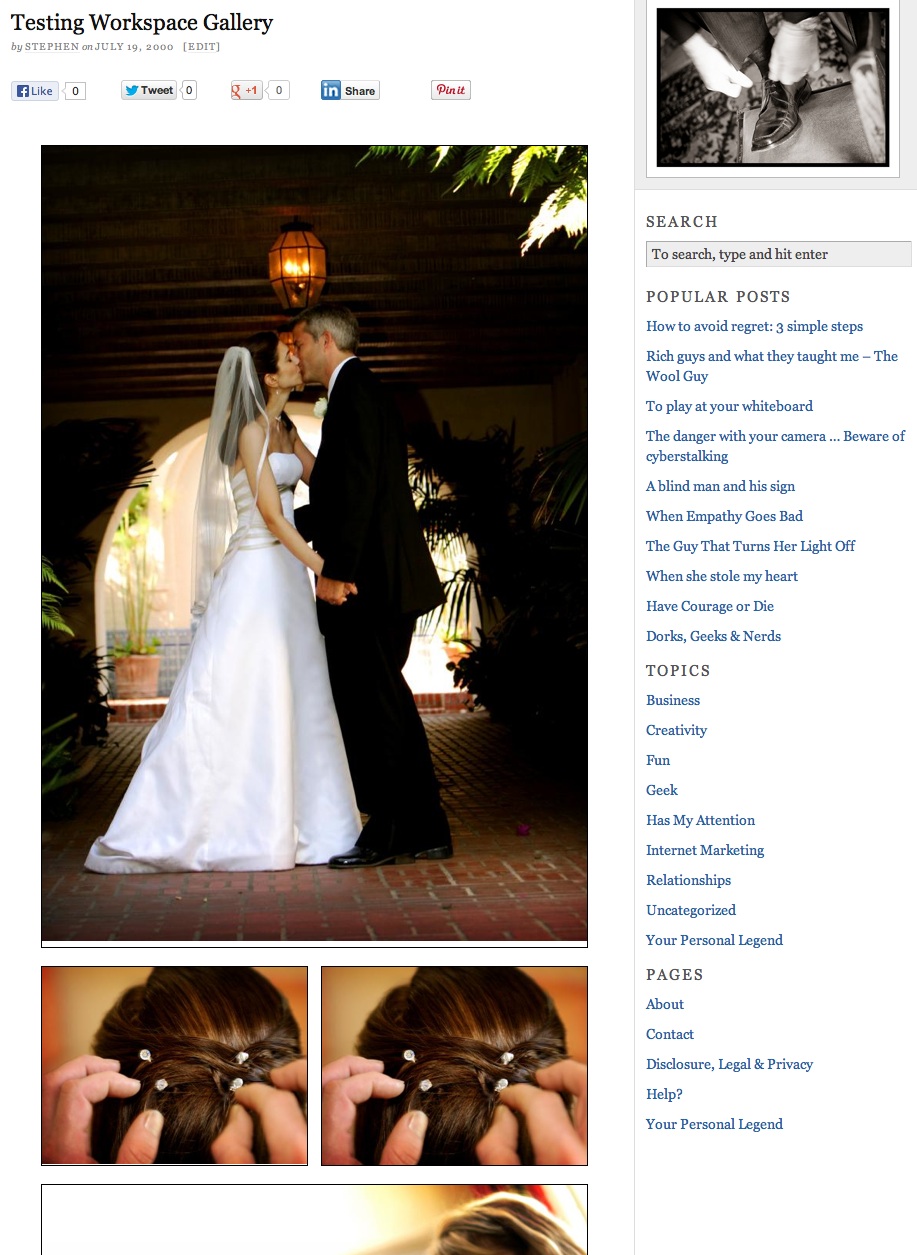 Testing Workspace Gallery
by STEPHEN on JULY 19, 2000 [EDIT]
Like 0 Tweet 0 +1 0 in Share Pin it
SEARCH
To search, type and hit enter
POPULAR POSTS
How to avoid regret: 3 simple steps
Rich guys and what they taught me – The
Wool Guy
To play at your whiteboard
The danger with your camera ... Beware of
cyberstalking
A blind man and his sign
When Empathy Goes Bad
The Guy That Turns Her Light Off
When she stole my heart
Have Courage or Die
Dorks, Geeks & Nerds
TOPICS
Business
Creativity
Fun
Geek
Has My Attention
Internet Marketing
Relationships
Uncategorized
Your Personal Legend
PAGES
About
Contact
Disclosure, Legal & Privacy
Help?
Your Personal Legend